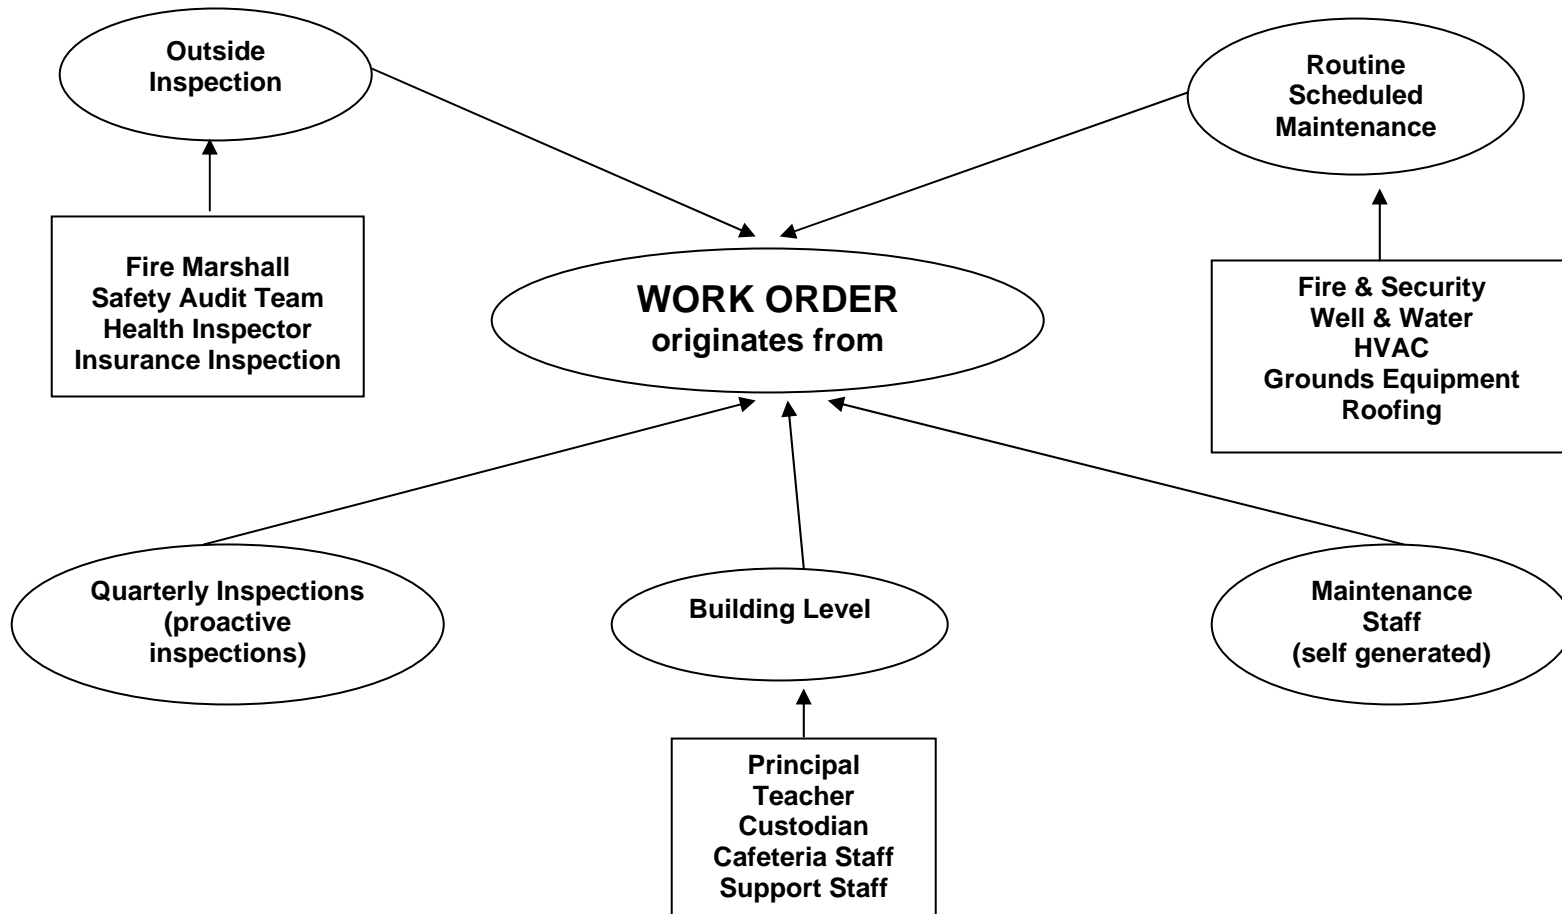 Outside
Inspection
Routine
Scheduled
Maintenance
Fire Marshall
Safety Audit Team
Health Inspector
Insurance Inspection
WORK ORDER
originates from
Fire & Security
Well & Water
HVAC
Grounds Equipment
Roofing
Quarterly Inspections
(proactive
inspections)
Building Level
Maintenance
Staff
(self generated)
Principal
Teacher
Custodian
Cafeteria Staff
Support Staff